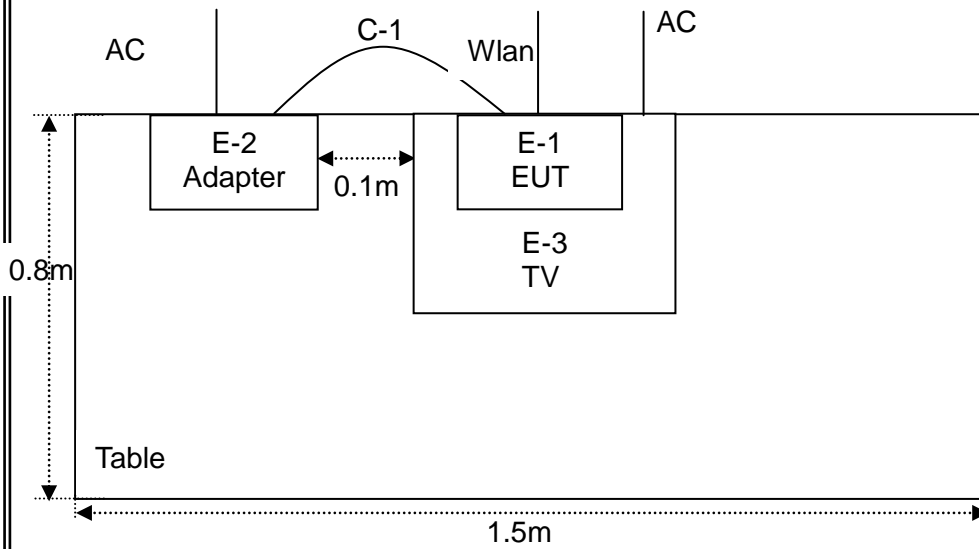 AC
C-1
Wlan
AC
E-2
Adapter
0.1m
E-1
EUT
E-3
TV
0.8m
Table
1.5m